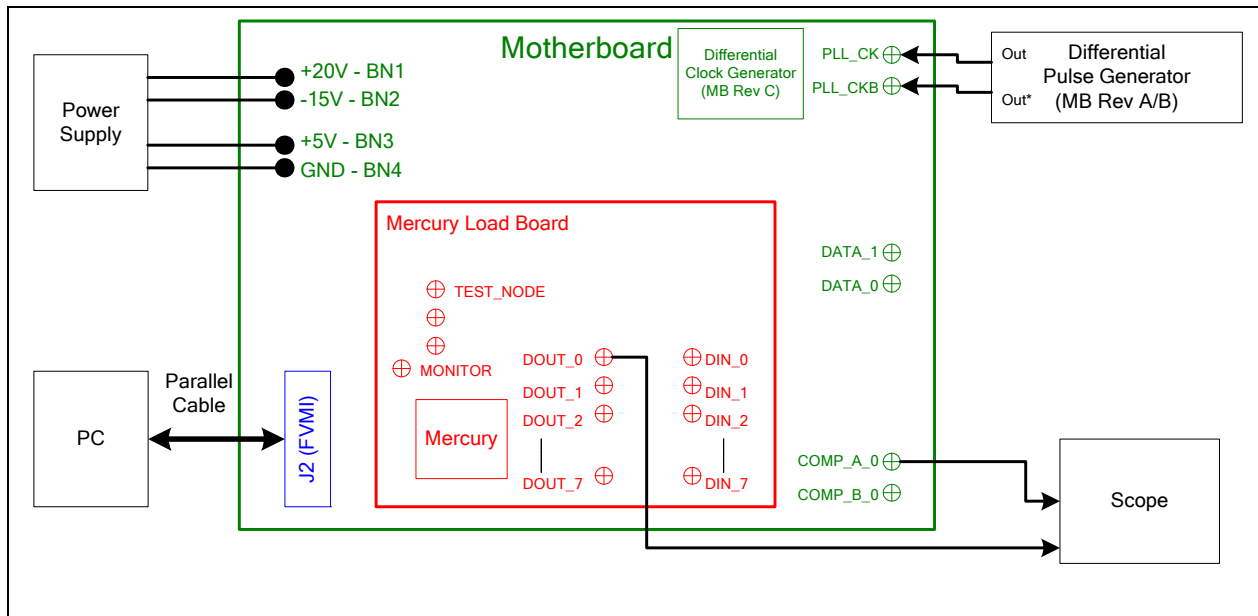 Motherboard
Power
Supply
+20V - BN1
-15V - BN2
+5V - BN3
GND - BN4
Differential
Clock Generator
(MB Rev C)
PLL_CK
PLL_CKB
Out
Out*
Differential
Pulse Generator
(MB Rev A/B)
Mercury Load Board
TEST_NODE
MONITOR
DOUT_0
DOUT_1
DOUT_2
DOUT_7
DIN_0
DIN_1
DIN_2
DIN_7
Mercury
DATA_1
DATA_0
PC
Parallel
Cable
J2 (FVMI)
COMP_A_0
COMP_B_0
Scope